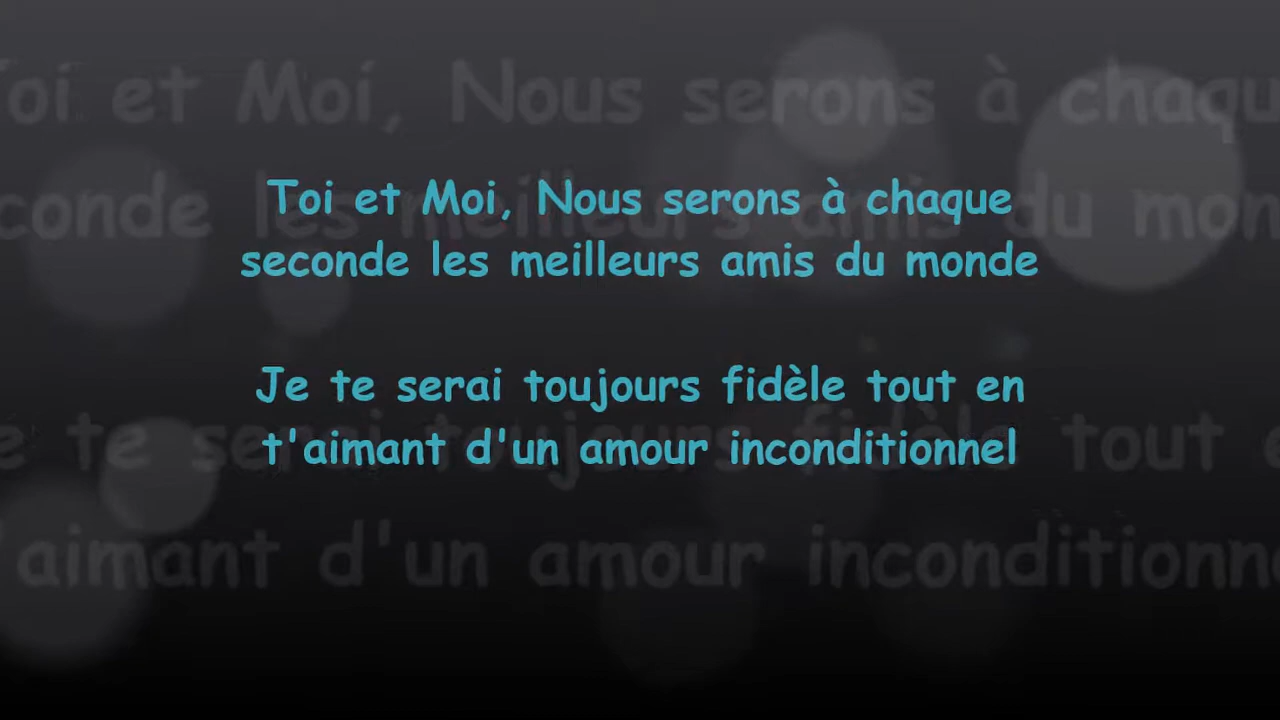 Toi et Moi, Nous serons à chaque
seconde les meilleurs amis du monde
Je te serai toujours fidèle tout en
t'aimant d'un amour inconditionnel